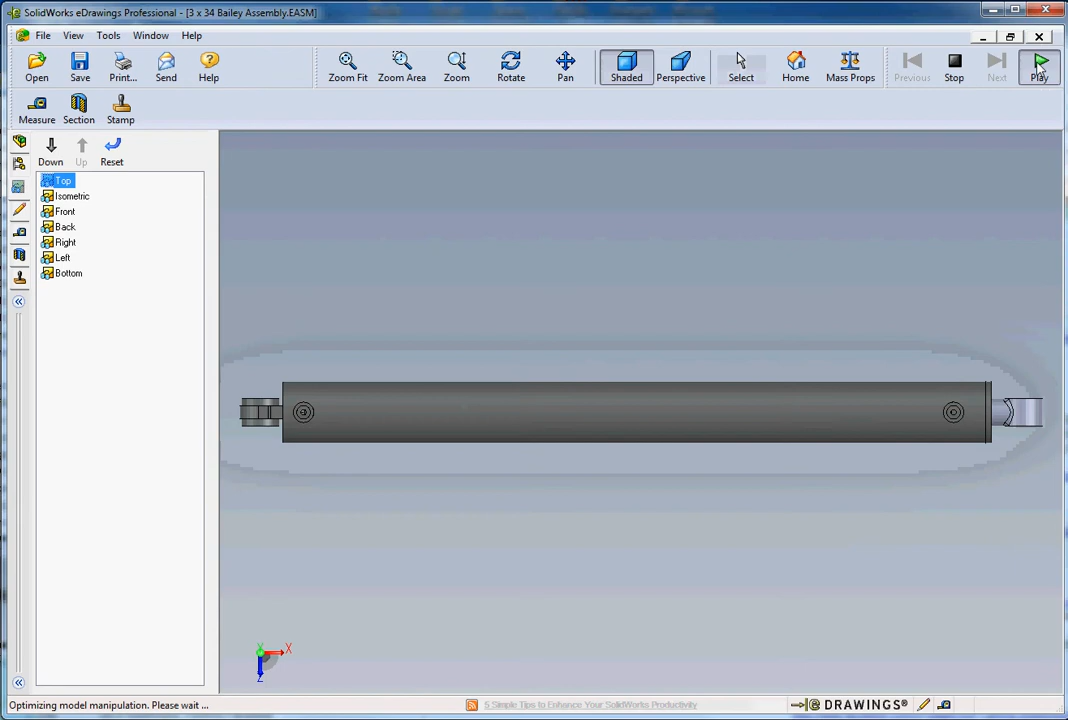 SolidWorks eDrawings Professional - [3 x 34 Bailey Assembly.EASM]
File View Tools Window Help
Open Save Print... Send Help Zoom Fit Zoom Area Zoom Rotate Pan Shaded Perspective Select Home Mass Props Previous Stop Next Play
Measure Section Stamp
Down Up Reset
Top
Isometric
Front
Back
Right
Left
Bottom
Y X
Z
Optimizing model manipulation. Please wait ... 5 Simple Tips to Enhance Your SolidWorks Productivity DRAWINGS®